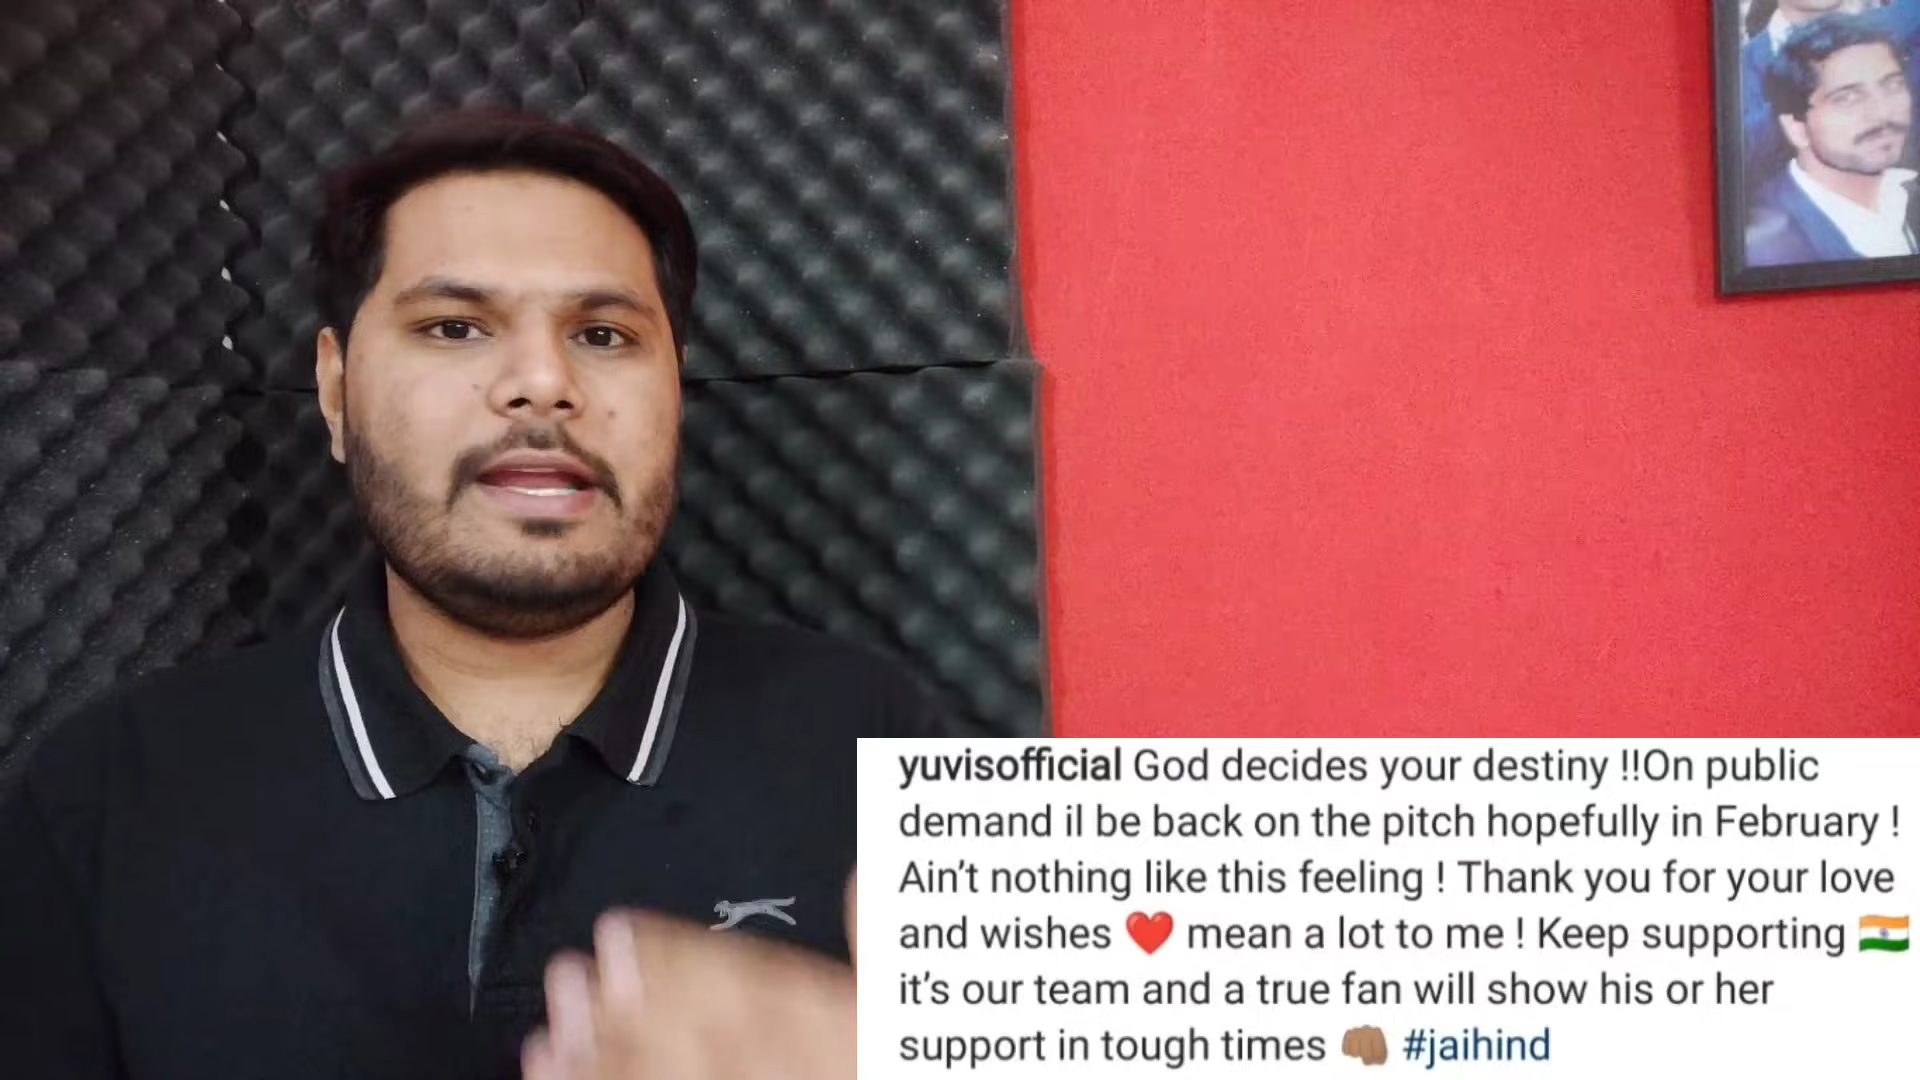 yuvisofficial God decides your destiny !!On public
demand il be back on the pitch hopefully in February !
Ain't nothing like this feeling ! Thank you for your love
and wishes ❤️ mean a lot to me ! Keep supporting 🇮🇳
it's our team and a true fan will show his or her
support in tough times 👊🏽 #jaihind